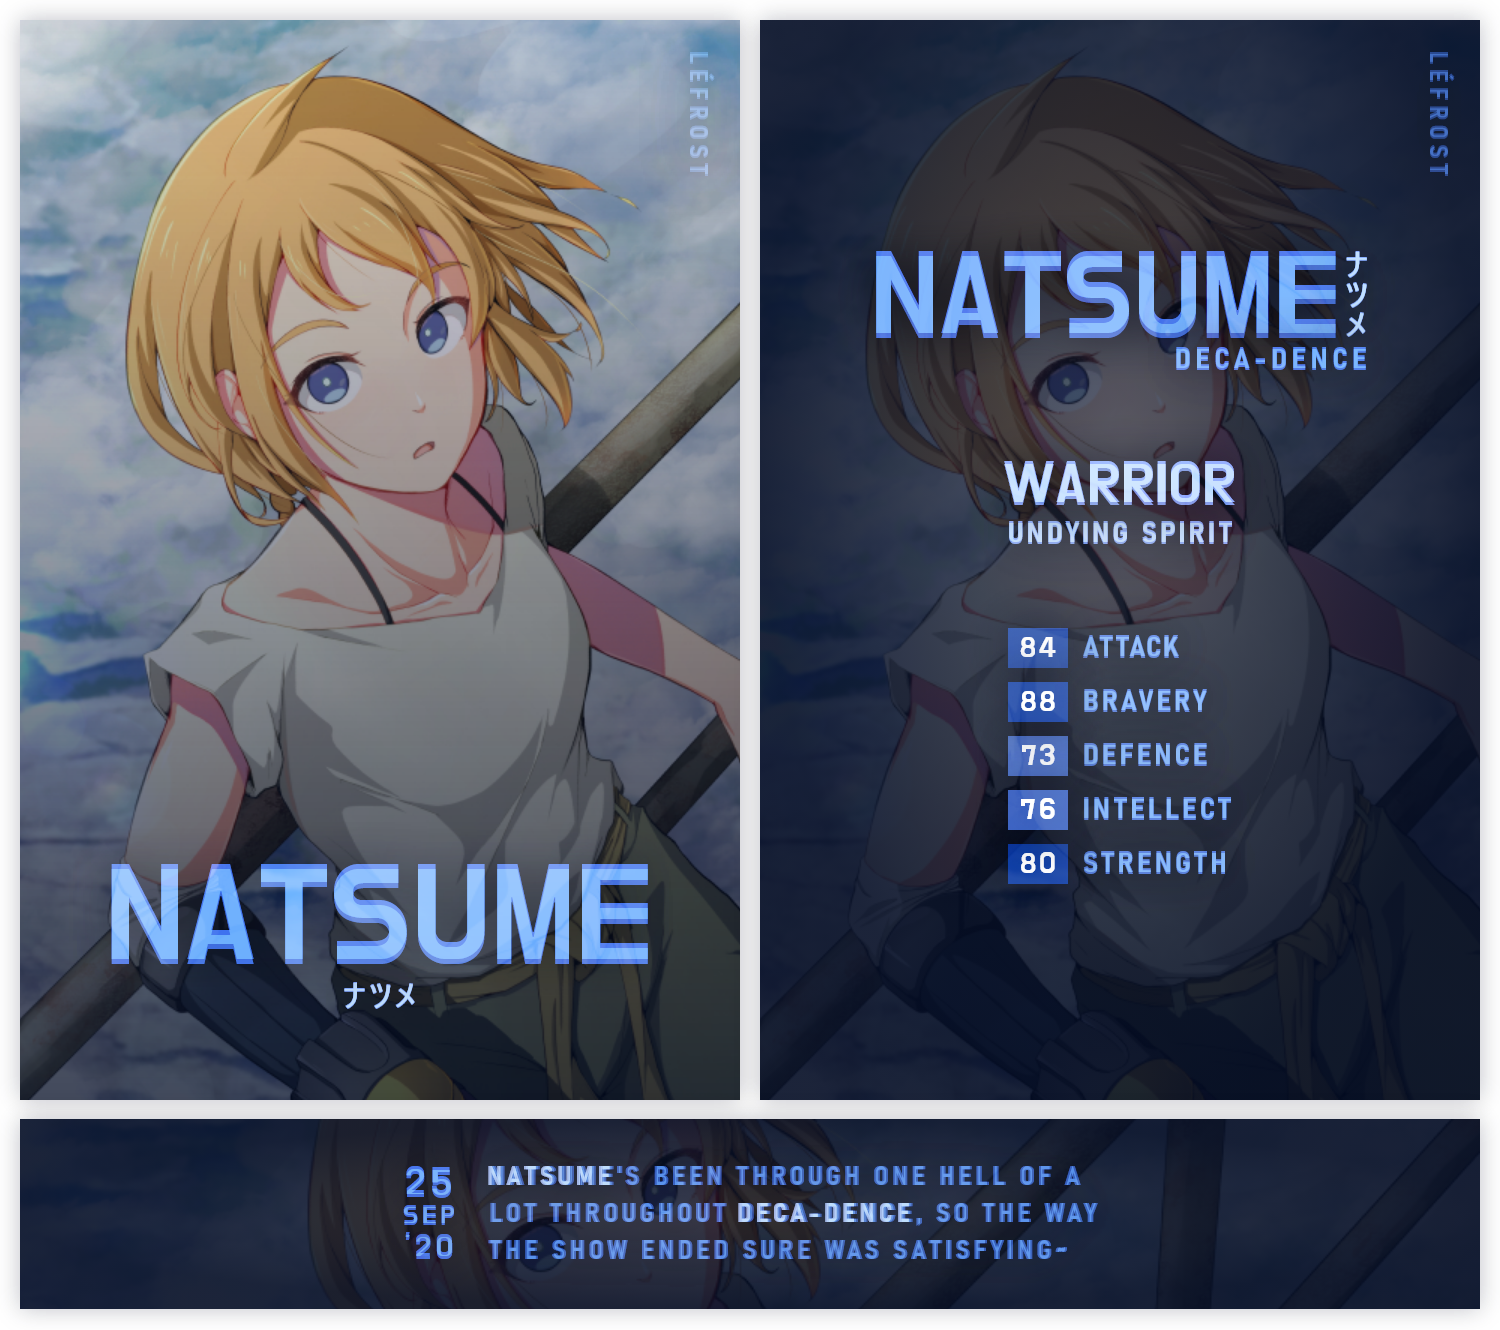 LÉFROST
NATSUME
ナツメ
LÉFROST
NATSUME
ナツメ
DECA-DENCE
WARRIOR
UNDYING SPIRIT
84 ATTACK
88 BRAVERY
73 DEFENCE
76 INTELLECT
80 STRENGTH
25
SEP
'20
NATSUME'S BEEN THROUGH ONE HELL OF A
LOT THROUGHOUT DECA-DENCE, SO THE WAY
THE SHOW ENDED SURE WAS SATISFYING~